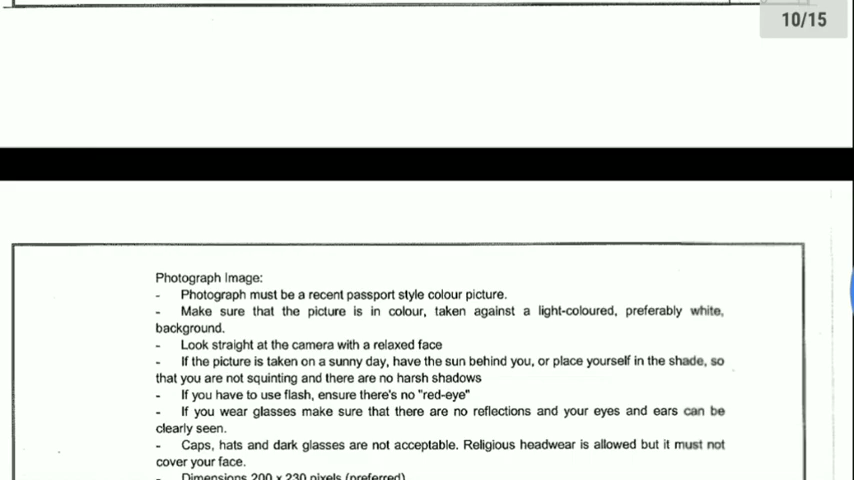 10/15
Photograph Image:
- Photograph must be a recent passport style colour picture.
- Make sure that the picture is in colour, taken against a light-coloured, preferably white,
background.
- Look straight at the camera with a relaxed face
- If the picture is taken on a sunny day, have the sun behind you, or place yourself in the shade, so
that you are not squinting and there are no harsh shadows
- If you have to use flash, ensure there's no "red-eye"
- If you wear glasses make sure that there are no reflections and your eyes and ears can be
clearly seen.
- Caps, hats and dark glasses are not acceptable. Religious headwear is allowed but it must not
cover your face.
- Dimensions 200 x 230 pixels (preferred)